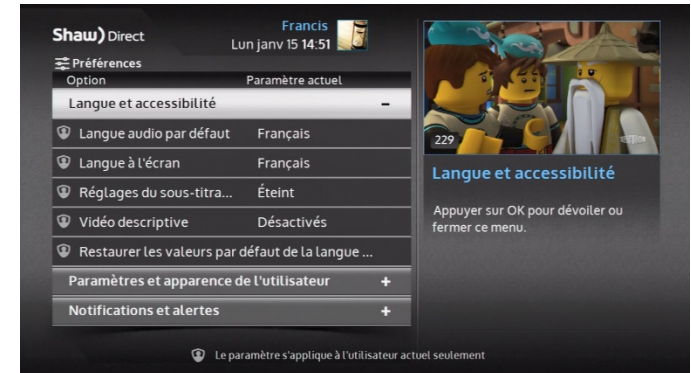 Shaw) Direct
Francis
Lun janv 15 14:51
Préférences
Option Paramètre actuel
Langue et accessibilité –
Langue audio par défaut Français
Langue à l'écran Français
Réglages du sous-titra... Éteint
Vidéo descriptive Désactivés
Restaurer les valeurs par défaut de la langue ...
Paramètres et apparence de l'utilisateur +
Notifications et alertes +
229
Langue et accessibilité
Appuyer sur OK pour dévoiler ou
fermer ce menu.
Le paramètre s'applique à l'utilisateur actuel seulement